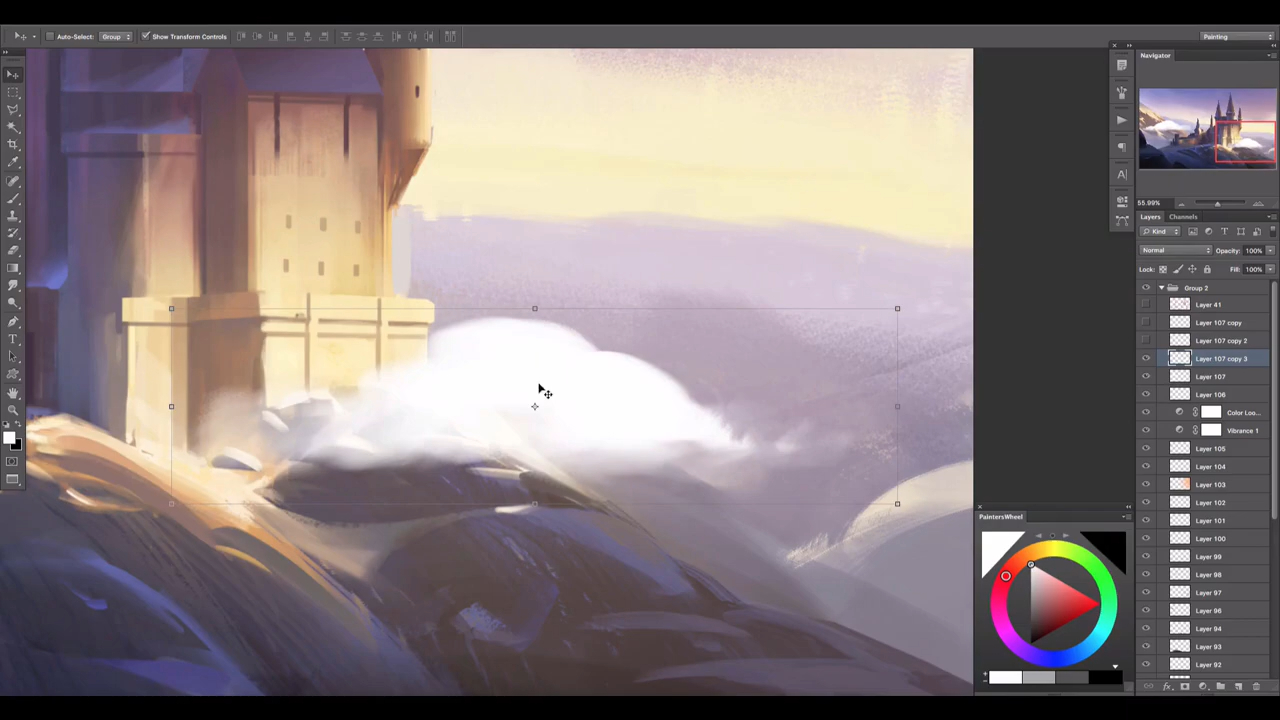 Auto-Select: Group Show Transform Controls Painting
Navigator
55.99%
Layers Channels
Kind
Normal Opacity: 100%
Lock: Fill: 100%
Group 2
Layer 41
Layer 107 copy
Layer 107 copy 2
Layer 107 copy 3
Layer 107
Layer 106
Color Loo...
Vibrance 1
Layer 105
Layer 104
Layer 103
Layer 102
Layer 101
Layer 100
Layer 99
Layer 98
Layer 97
Layer 96
Layer 94
Layer 93
Layer 92
PaintersWheel